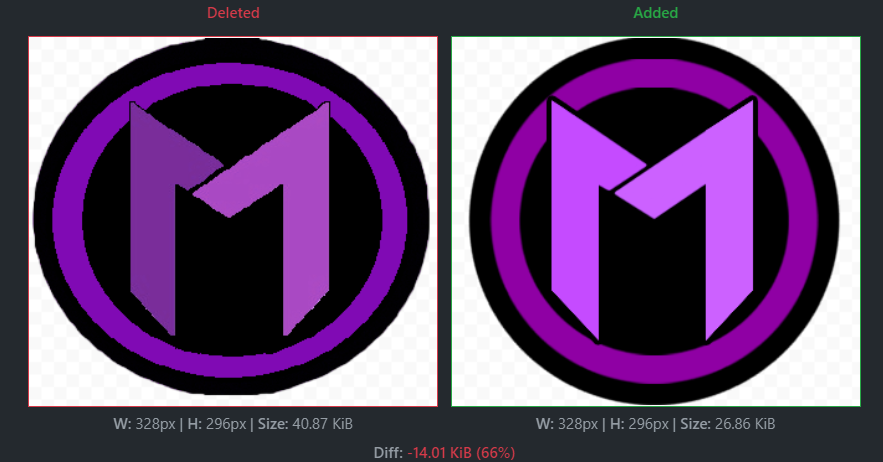 Deleted
Added
W: 328px | H: 296px | Size: 40.87 KiB
W: 328px | H: 296px | Size: 26.86 KiB
Diff: -14.01 KiB (66%)